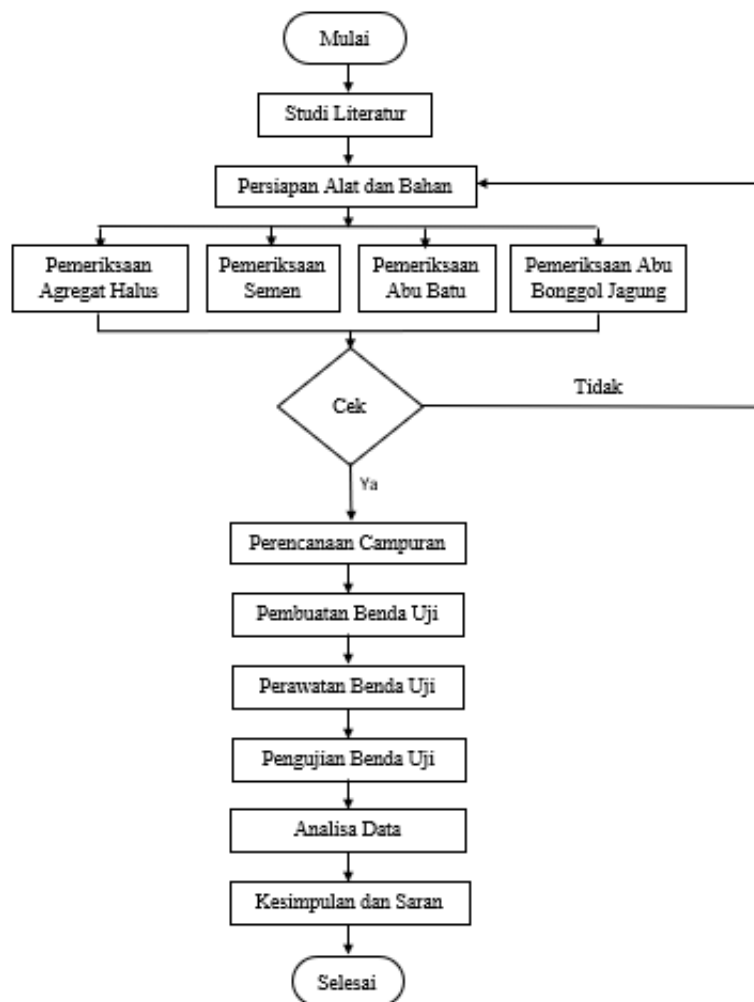 Mulai
Studi Literatur
Persiapan Alat dan Bahan
Pemeriksaan
Agregat Halus
Pemeriksaan
Semen
Pemeriksaan
Abu Batu
Pemeriksaan Abu
Bonggol Jagung
Cek
Tidak
Ya
Perencanaan Campuran
Pembuatan Benda Uji
Perawatan Benda Uji
Pengujian Benda Uji
Analisa Data
Kesimpulan dan Saran
Selesai